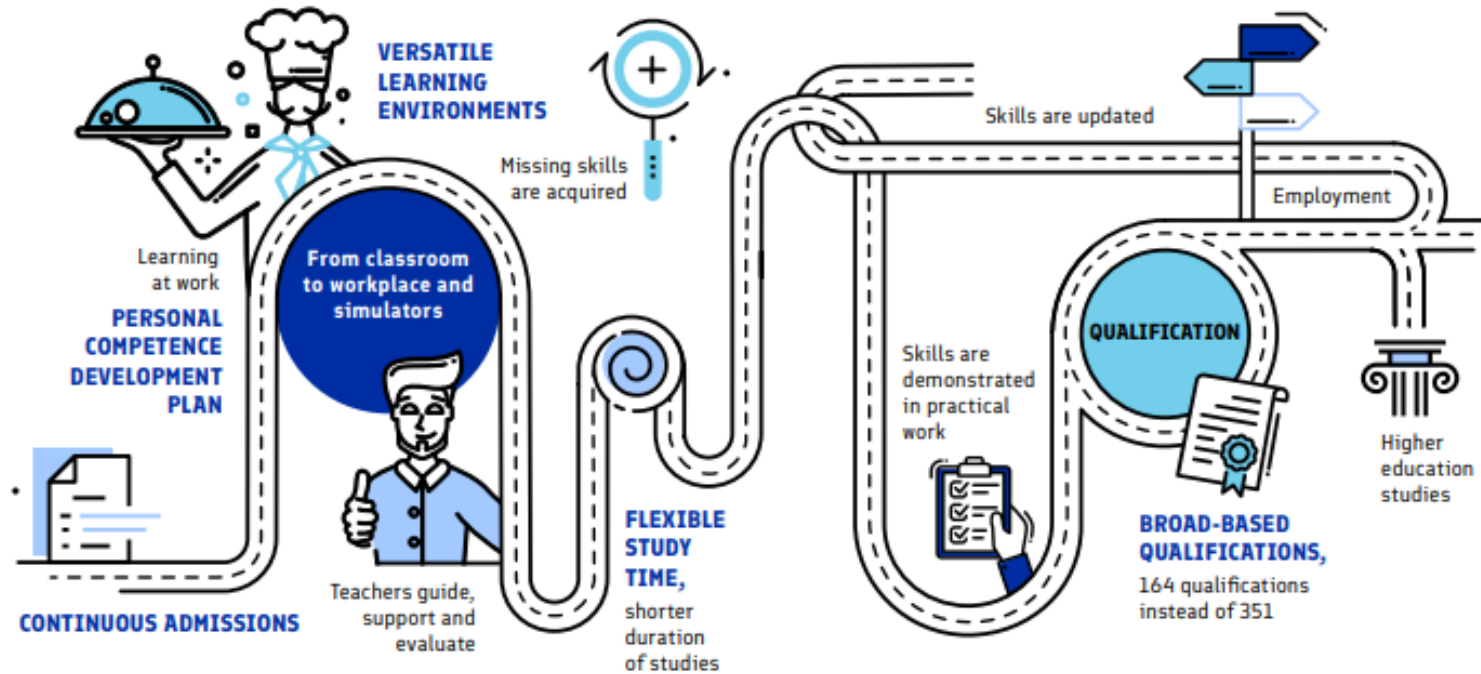 VERSATILE
LEARNING
ENVIRONMENTS
Missing skills
are acquired
Skills are updated
Employment
Learning
at work
From classroom
to workplace and
simulators
PERSONAL
COMPETENCE
DEVELOPMENT
PLAN
QUALIFICATION
Skills are
demonstrated
in practical
work
Higher
education
studies
CONTINUOUS ADMISSIONS
Teachers guide,
support and
evaluate
FLEXIBLE
STUDY
TIME,
shorter
duration
of studies
BROAD-BASED
QUALIFICATIONS,
164 qualifications
instead of 351